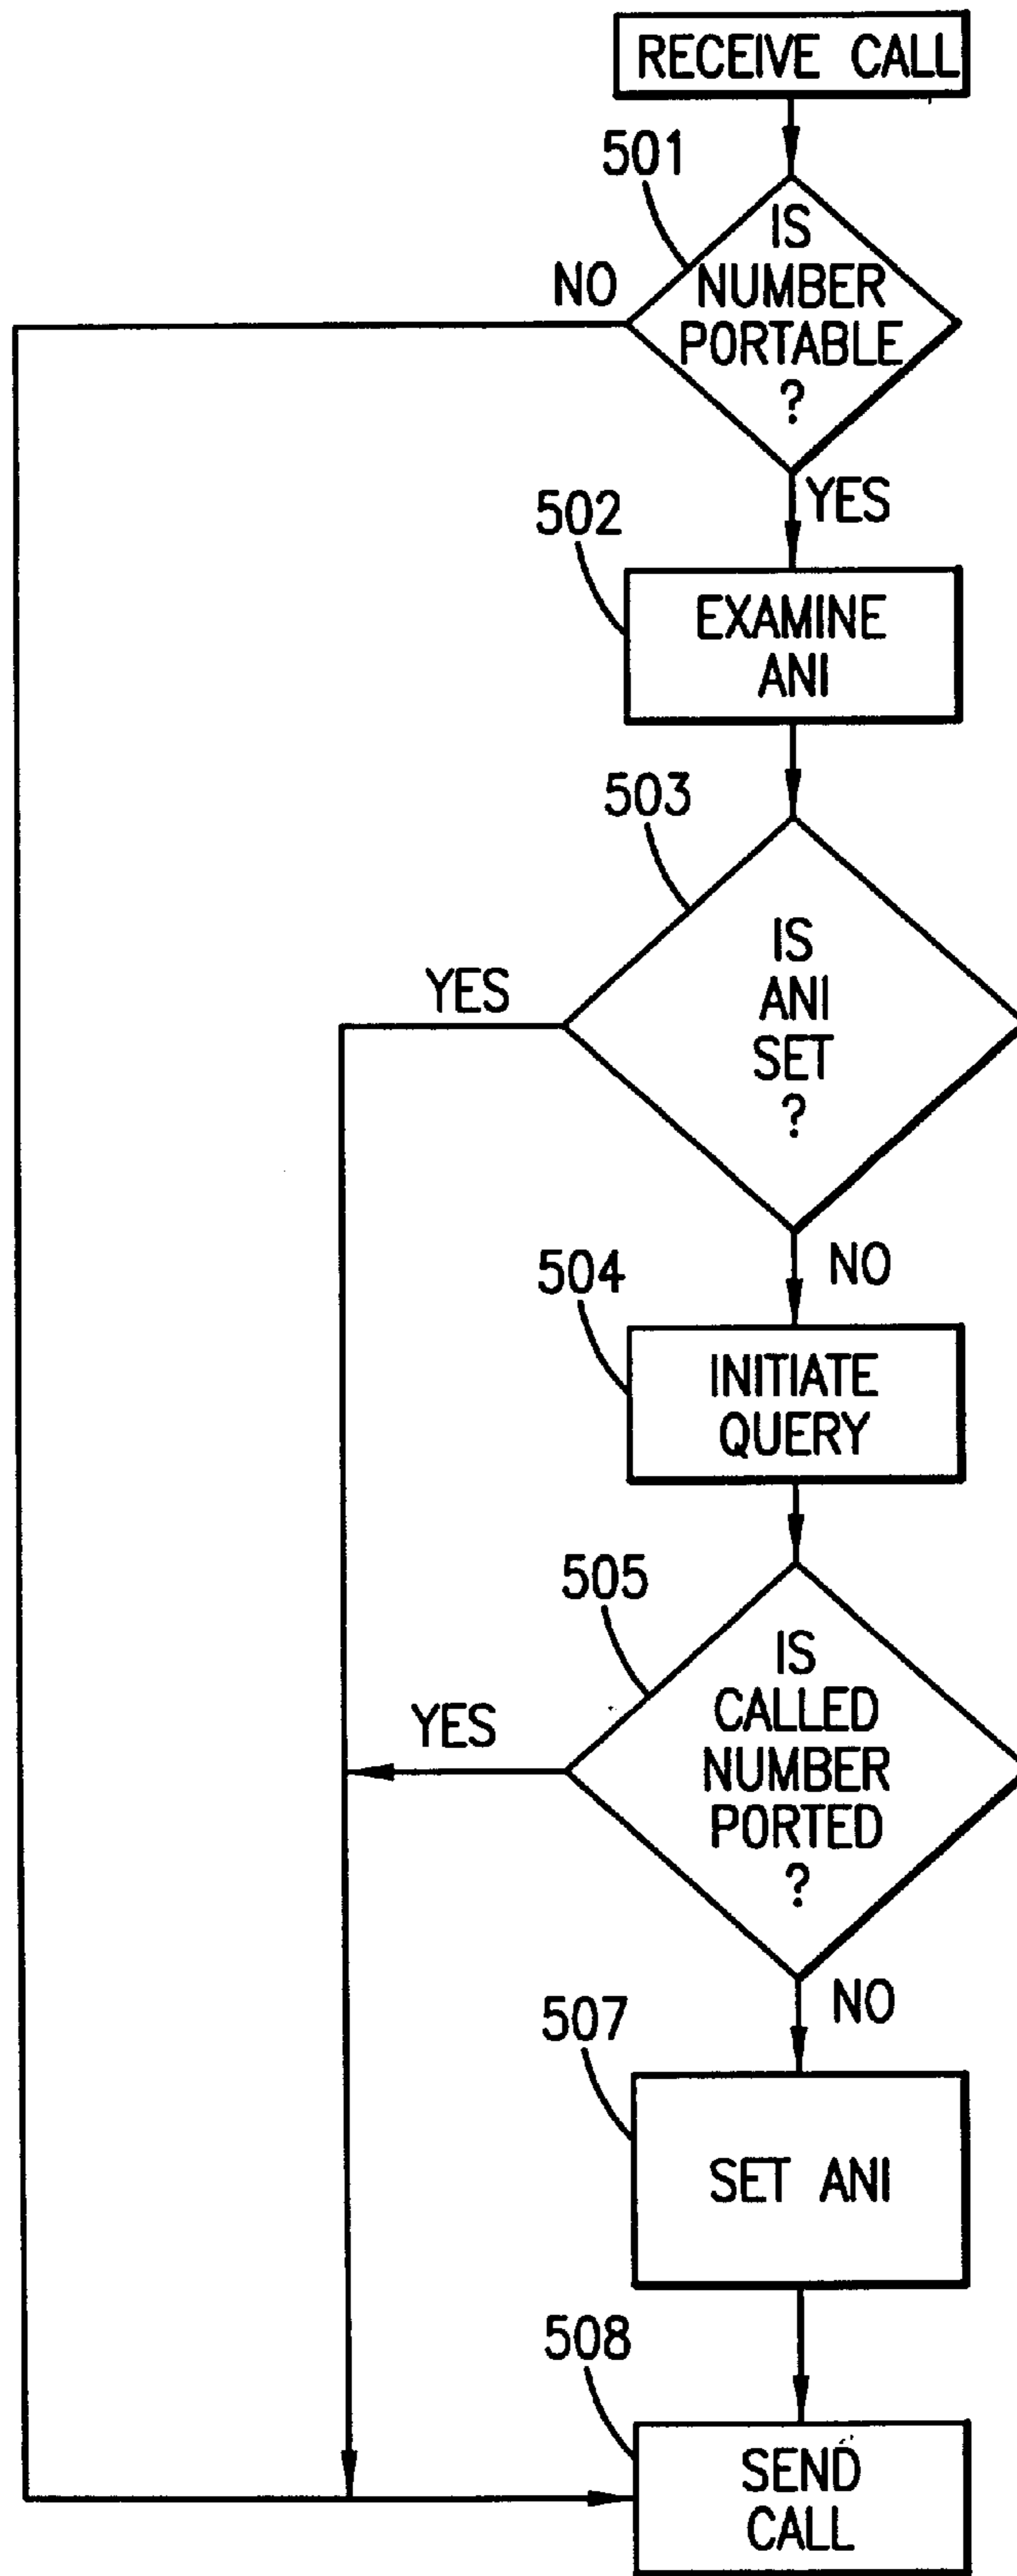 RECEIVE CALL
501
IS
NUMBER
PORTABLE
?
NO
YES
502
EXAMINE
ANI
503
IS
ANI
SET
?
YES
NO
504
INITIATE
QUERY
505
IS
CALLED
NUMBER
PORTED
?
YES
NO
507
SET ANI
508
SEND
CALL